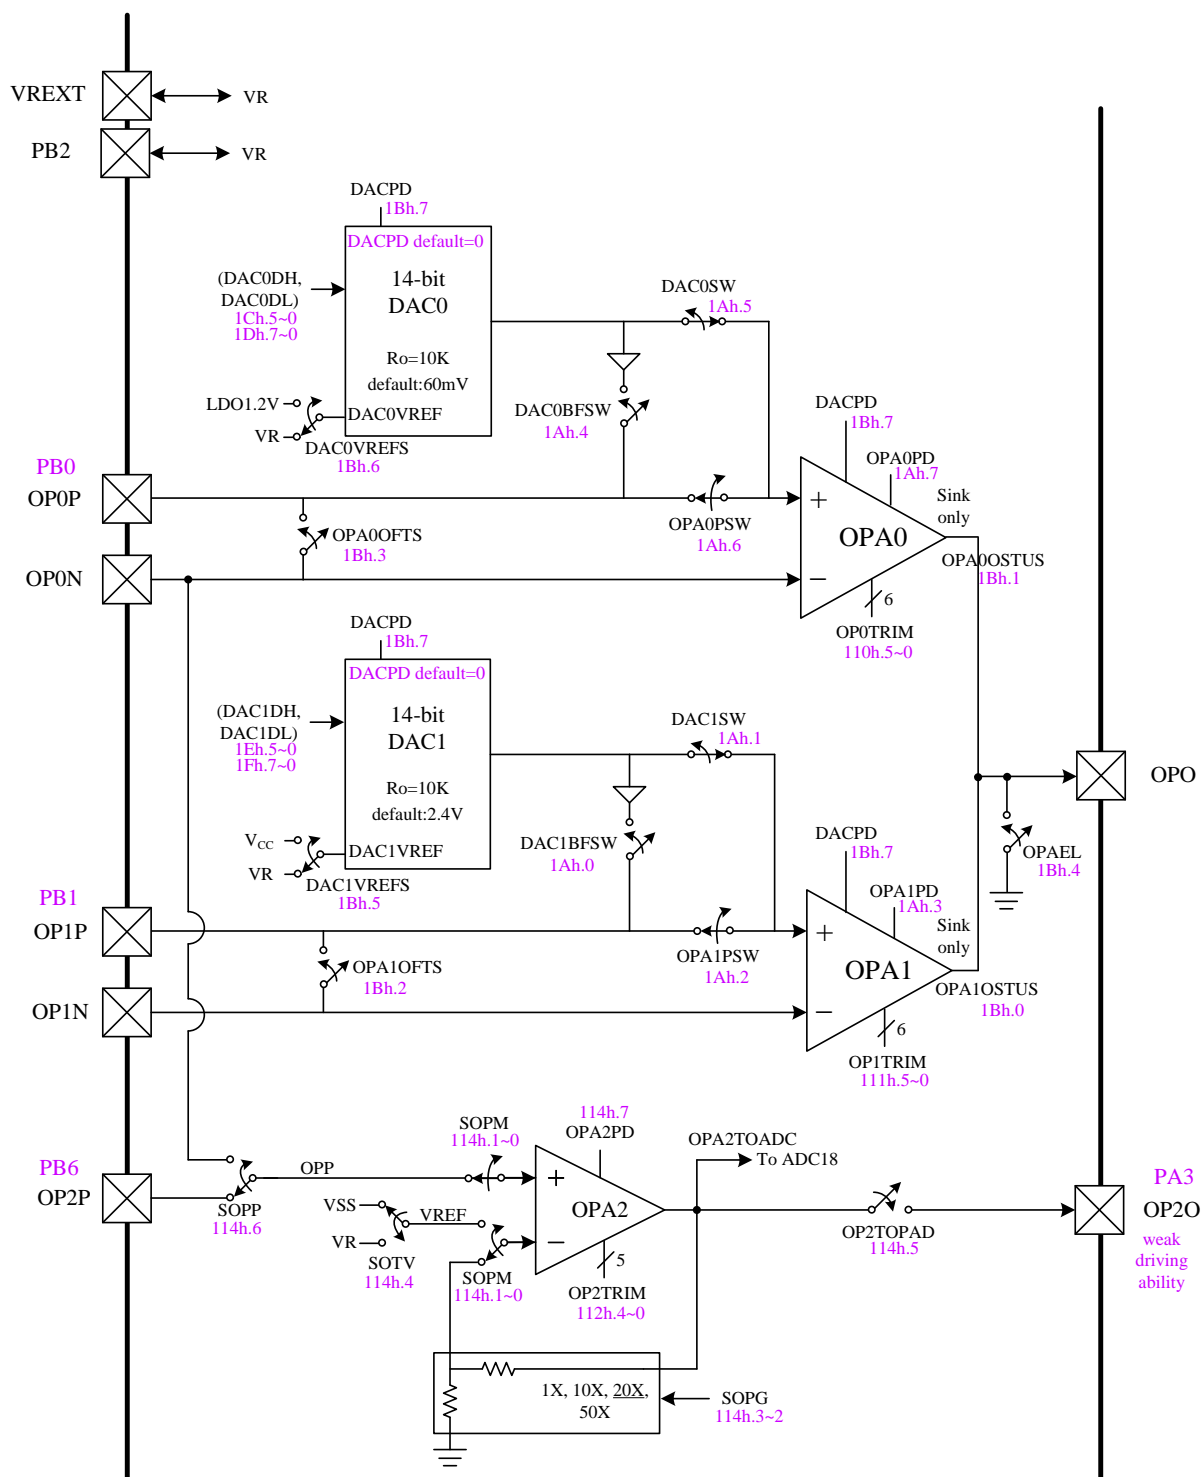 VREXT
VR
PB2
VR
DACPD
1Bh.7
DACPD default=0
14-bit
DAC0
(DAC0DH,
DAC0DL)
1Ch.5~0
1Dh.7~0
Ro=10K
default:60mV
LDO1.2V
DAC0VREF
VR
DAC0VREFS
1Bh.6
DAC0SW
1Ah.5
DAC0BFSW
1Ah.4
DACPD
1Bh.7
OPA0PD
1Ah.7
Sink
only
PB0
OP0P
OPA0OFTS
1Bh.3
OPA0PSW
1Ah.6
+
OPA0
−
OPA0OSTUS
1Bh.1
OP0N
6
OP0TRIM
110h.5~0
DACPD
1Bh.7
DACPD default=0
14-bit
DAC1
(DAC1DH,
DAC1DL)
1Eh.5~0
1Fh.7~0
Ro=10K
default:2.4V
VCC
DAC1VREF
VR
DAC1VREFS
1Bh.5
DAC1SW
1Ah.1
DAC1BFSW
1Ah.0
OPO
OPAEL
1Bh.4
DACPD
1Bh.7
OPA1PD
1Ah.3
Sink
only
PB1
OP1P
OPA1OFTS
1Bh.2
OPA1PSW
1Ah.2
+
OPA1
−
OPA1OSTUS
1Bh.0
OP1N
6
OP1TRIM
111h.5~0
114h.7
OPA2PD
SOPM
114h.1~0
OPA2TOADC
To ADC18
PB6
OP2P
OPP
SOPP
114h.6
VSS
VREF
VR
SOTV
114h.4
SOPM
114h.1~0
+
OPA2
−
5
OP2TRIM
112h.4~0
OP2TOPAD
114h.5
PA3
OP2O
weak
driving
ability
1X, 10X, 20X,
50X
SOPG
114h.3~2